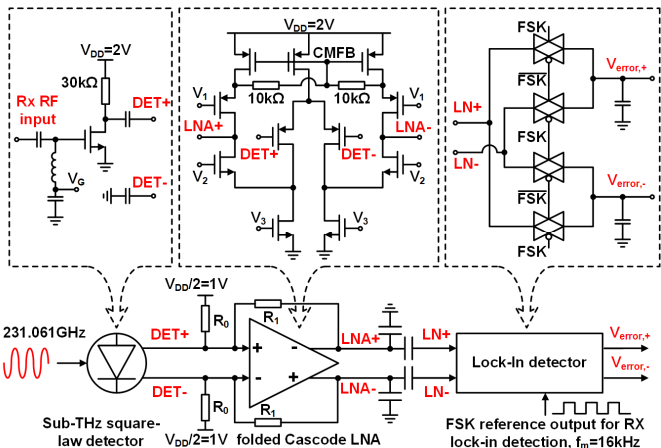 V_DD=2V
30kΩ
Rx RF
input
DET+
V_G
DET-
V_DD=2V
CMFB
10kΩ
10kΩ
V_1
V_1
LNA+
LNA-
DET+
DET-
V_2
V_2
V_3
V_3
FSK
V_error,+
F̅S̅K̅
LN+
FSK
LN-
V_error,-
F̅S̅K̅
FSK
V_DD/2=1V
231.061GHz
DET+
R_0
R_1
LNA+
LN+
V_error,+
+
-
Lock-In detector
-
+
V_error,-
DET-
LNA-
LN-
R_0
R_1
Sub-THz square-
law detector
V_DD/2=1V
folded Cascode LNA
FSK reference output for RX
lock-in detection, f_m=16kHz